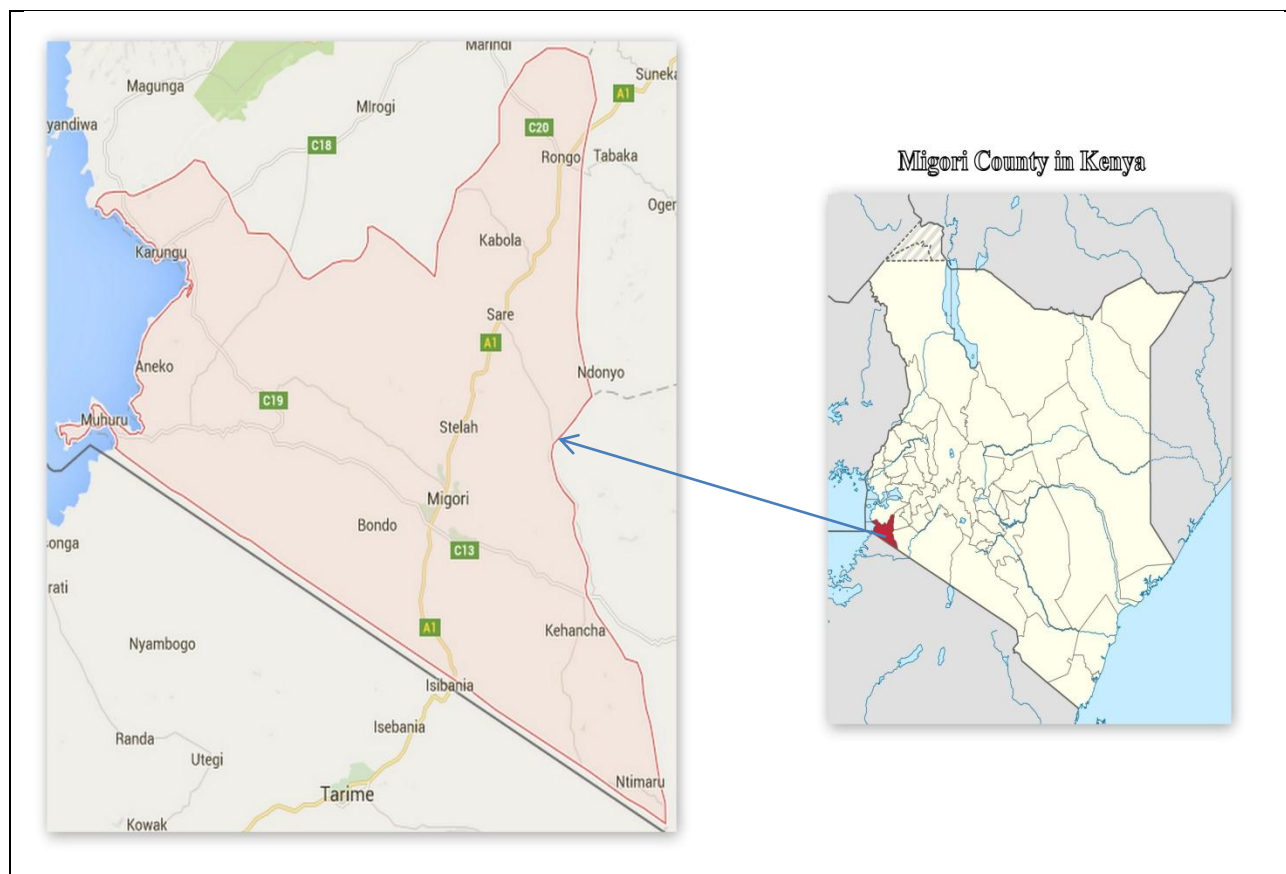 Marindi
Suneka
Magunga
A1
MIrogi
yandiwa
C20
C18
Rongo
Tabaka
Oger
Kabola
Karungu
Sare
A1
Aneko
Ndonyo
C19
Muhuru
Stelah
Migori
Bondo
songa
C13
rati
A1
Kehancha
Nyambogo
Isibania
Isebania
Randa
Utegi
Ntimaru
Tarime
Kowak
Migori County in Kenya